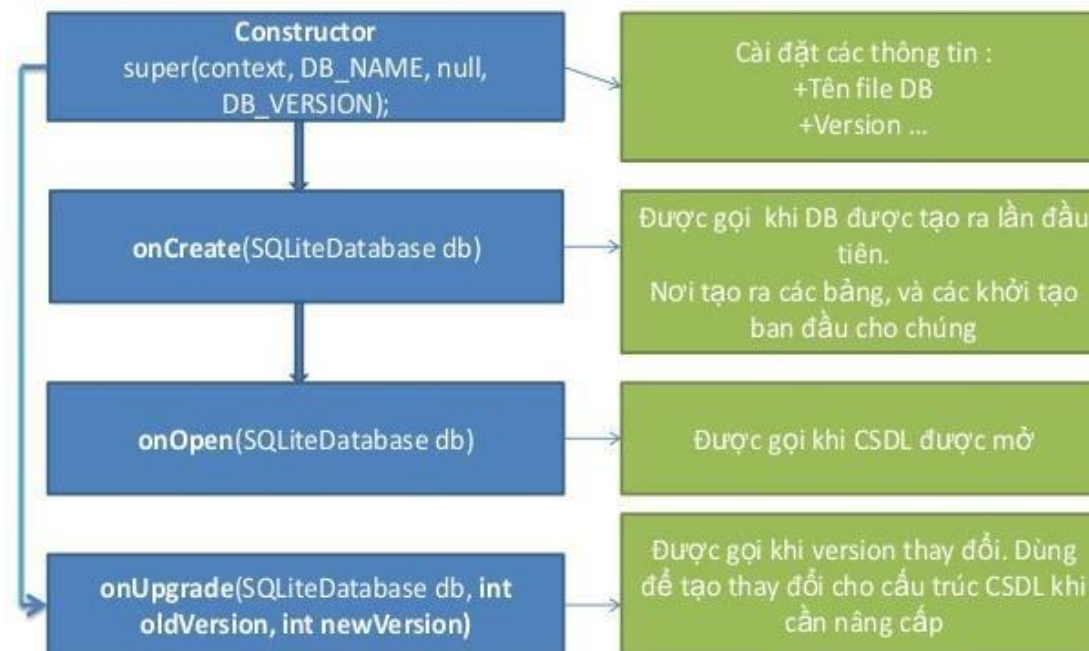 Constructor
super(context, DB_NAME, null,
DB_VERSION);
Cài đặt các thông tin :
+Tên file DB
+Version ...
onCreate(SQLiteDatabase db)
Được gọi khi DB được tạo ra lần đầu
tiên.
Nơi tạo ra các bảng, và các khởi tạo
ban đầu cho chúng
onOpen(SQLiteDatabase db)
Được gọi khi CSDL được mở
onUpgrade(SQLiteDatabase db, int
oldVersion, int newVersion)
Được gọi khi version thay đổi. Dùng
để tạo thay đổi cho cấu trúc CSDL khi
cần nâng cấp